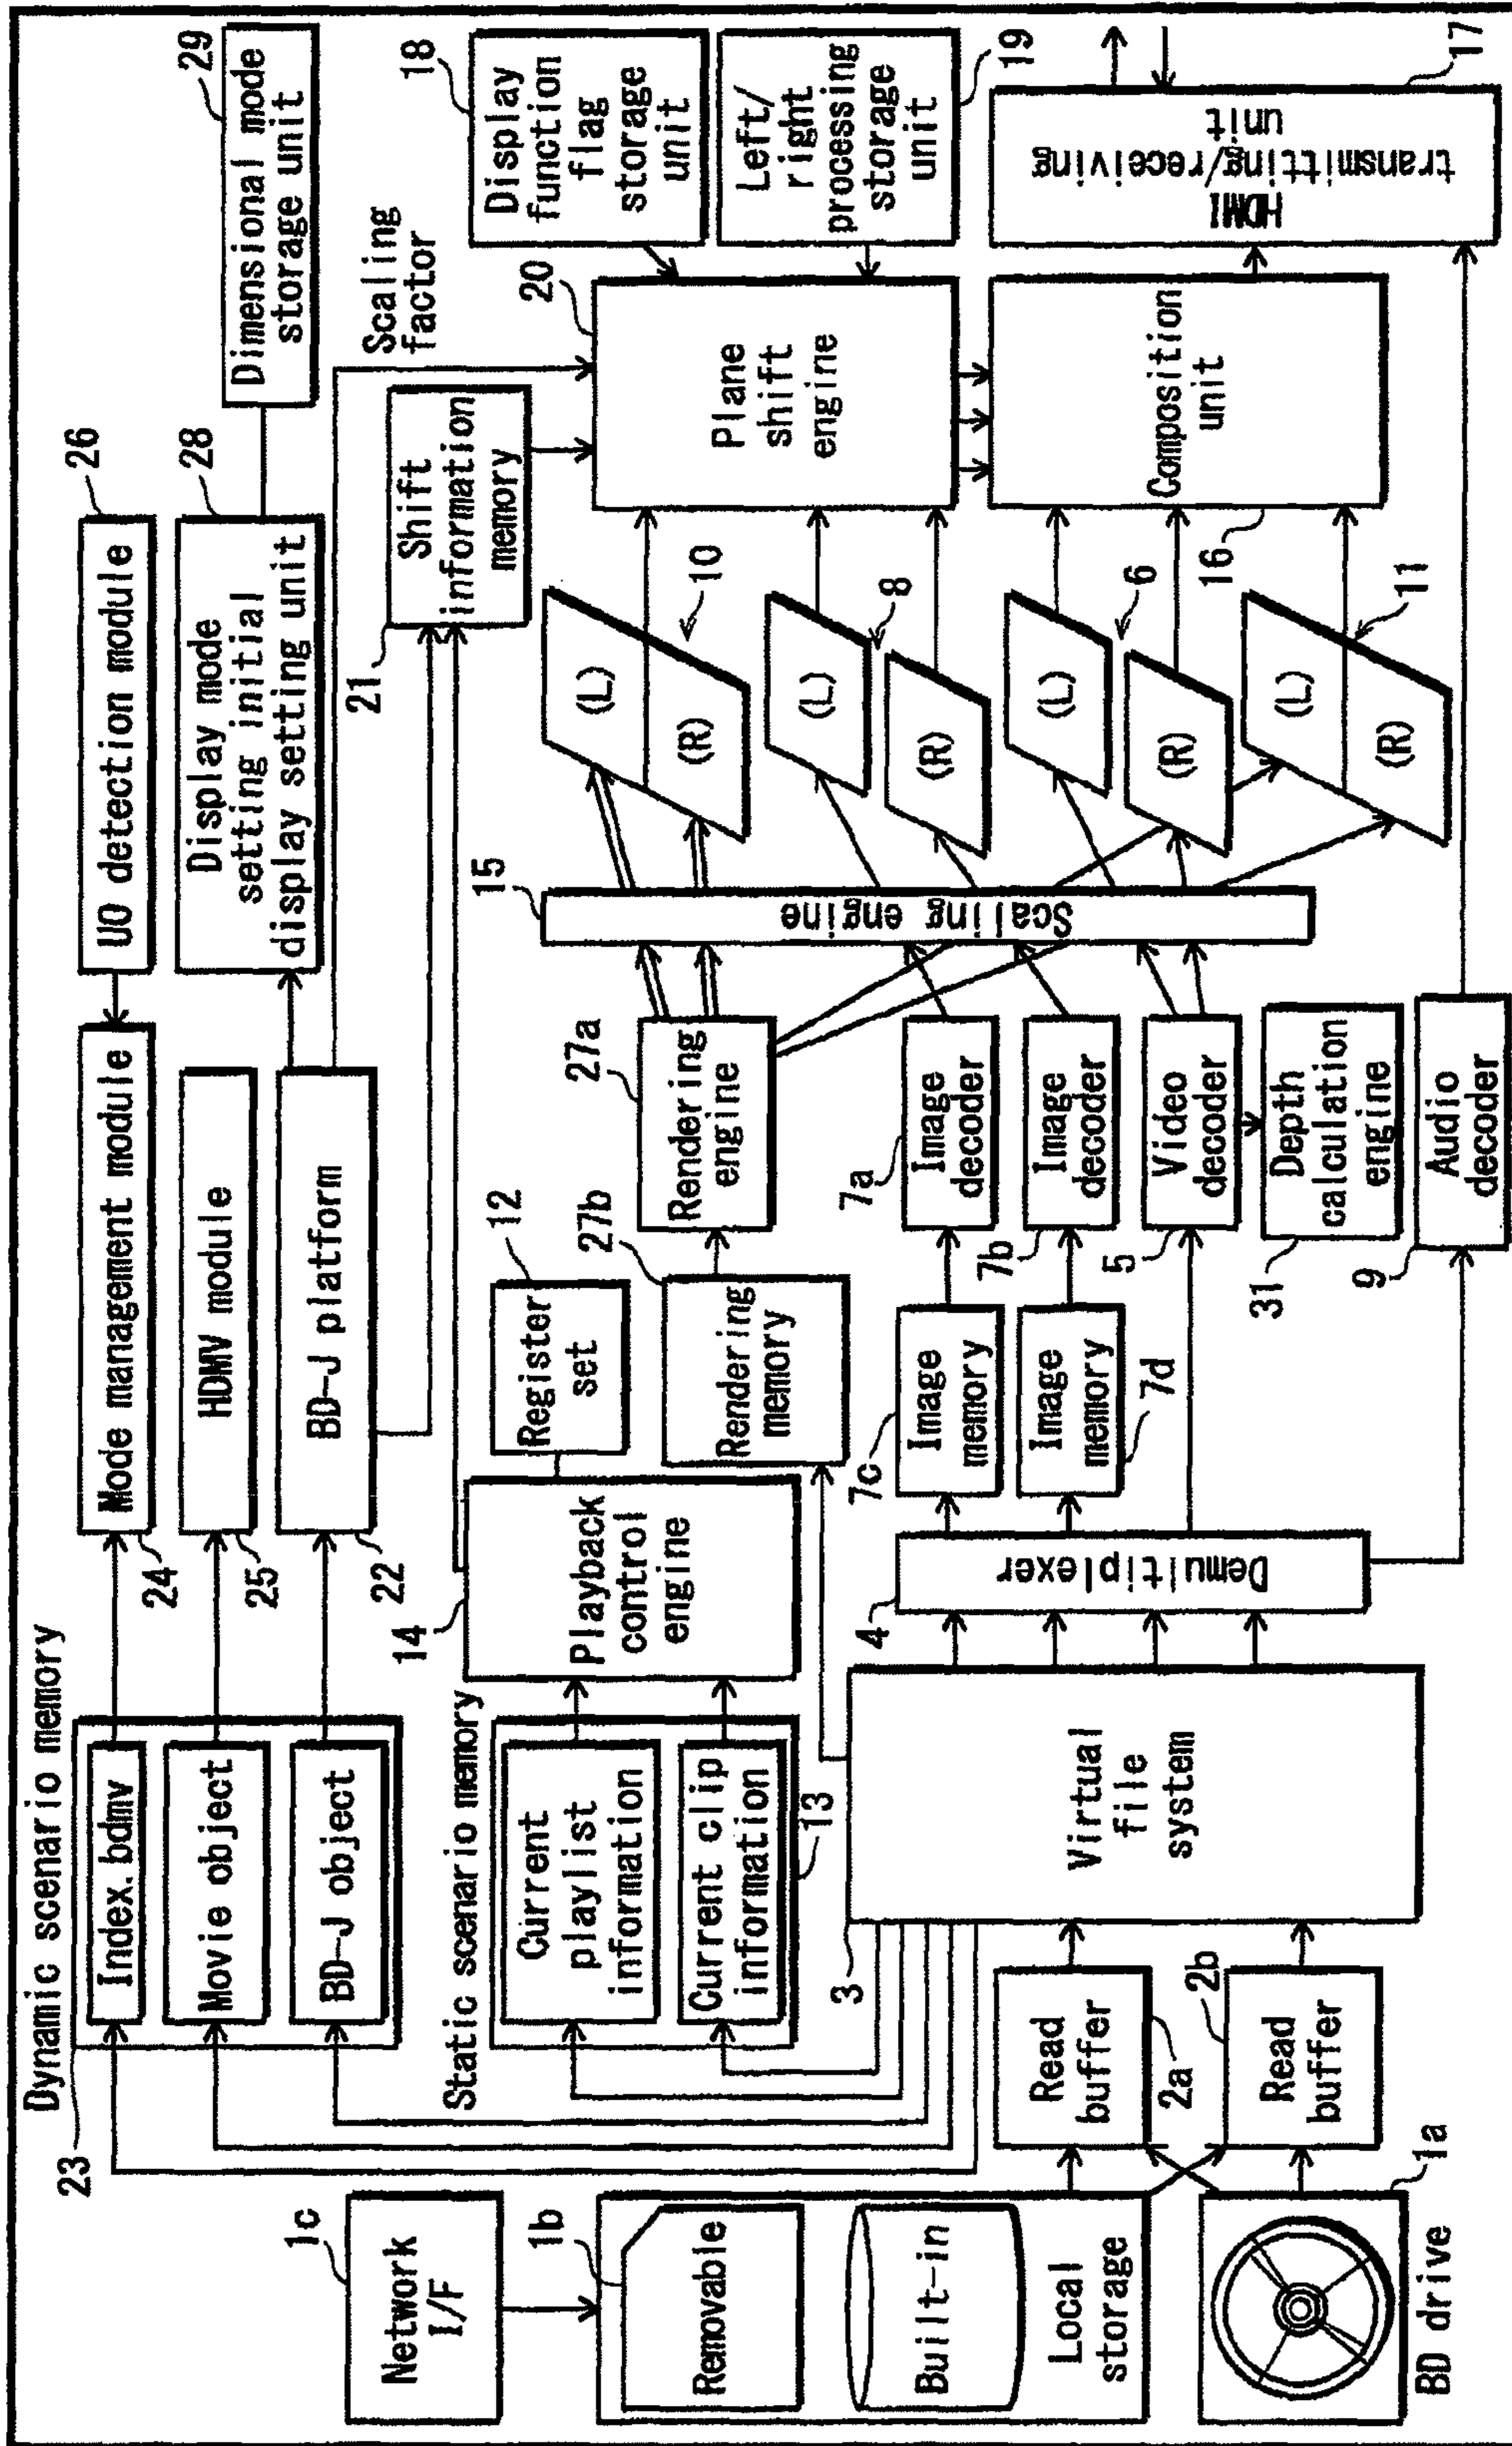 Dynamic scenario memory
23
Index.bdmv
Movie object
BD-J object
24
Mode management module
25
HDMV module
22
BD-J platform
UO detection module
26
Display mode
setting initial
display setting unit
28
Dimensional mode
storage unit
29
Static scenario memory
Current
playlist
information
Current clip
information
13
14
Playback
control
engine
Register
set
12
27b
Rendering
memory
27a
Rendering
engine
21
Shift
information
memory
Scaling
factor
18
Display
function
flag
storage
unit
Left/
right
processing
storage
unit
19
20
Plane
shift
engine
Composition
unit
16
HDMI
transmitting/receiving
unit
17
15
Scaling engine
(L)
(R)
10
(L)
(R)
8
(L)
(R)
6
(L)
(R)
11
1c
Network
I/F
1b
Removable
Built-in
Local
storage
1a
BD drive
Read
buffer
2a
2b
Read
buffer
3
Virtual
file
system
4
Demultiplexer
7c
Image
memory
Image
memory
7d
7a
Image
decoder
7b
Image
decoder
5
Video
decoder
31
Depth
calculation
engine
9
Audio
decoder